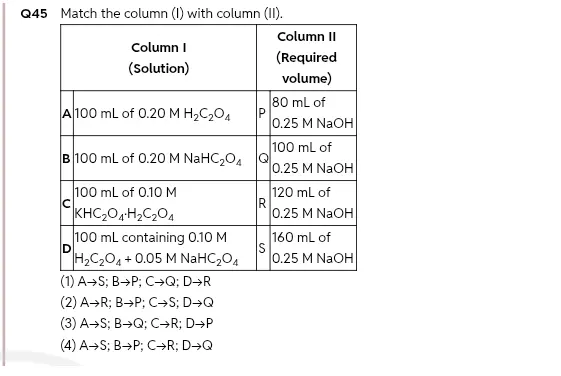 Q45 Match the column (I) with column (II).
Column I
(Solution)
Column II
(Required
volume)
A 100 mL of 0.20 M H₂C₂O₄ P 80 mL of
0.25 M NaOH
B 100 mL of 0.20 M NaHC₂O₄ Q 100 mL of
0.25 M NaOH
C 100 mL of 0.10 M
KHC₂O₄·H₂C₂O₄ R 120 mL of
0.25 M NaOH
D 100 mL containing 0.10 M
H₂C₂O₄ + 0.05 M NaHC₂O₄ S 160 mL of
0.25 M NaOH
(1) A→S; B→P; C→Q; D→R
(2) A→R; B→P; C→S; D→Q
(3) A→S; B→Q; C→R; D→P
(4) A→S; B→P; C→R; D→Q